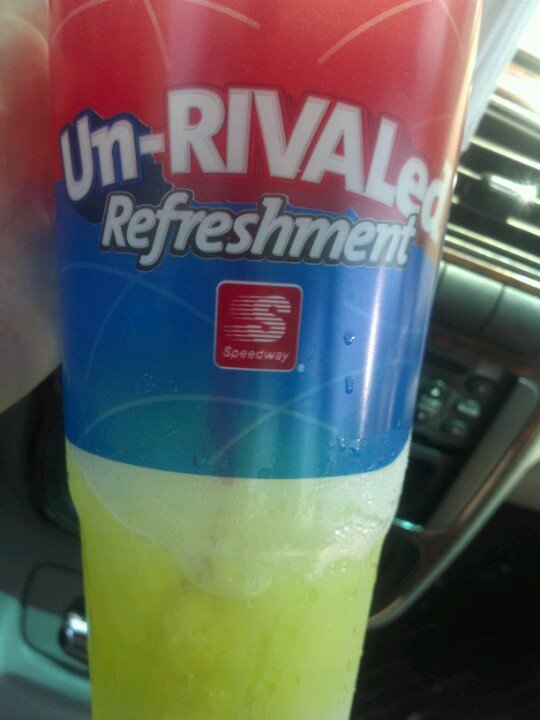 Un-RIVALed
Refreshment
S
Speedway